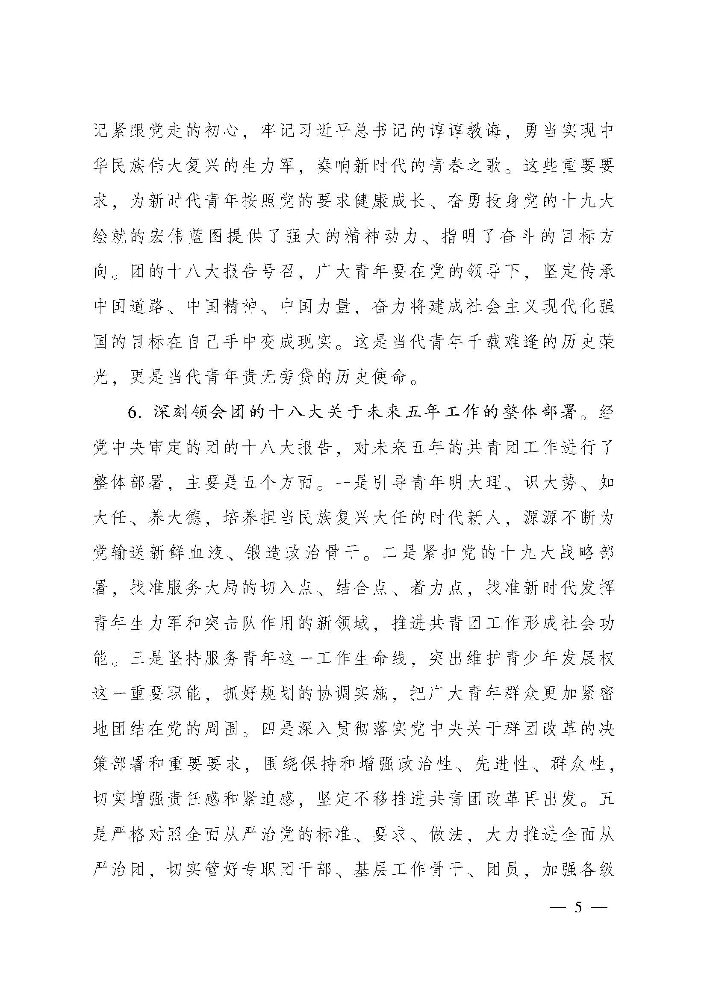 记紧跟党走的初心，牢记习近平总书记的谆谆教诲，勇当实现中
华民族伟大复兴的生力军，奏响新时代的青春之歌。这些重要要
求，为新时代青年按照党的要求健康成长、奋勇投身党的十九大
绘就的宏伟蓝图提供了强大的精神动力、指明了奋斗的目标方
向。团的十八大报告号召，广大青年要在党的领导下，坚定传承
中国道路、中国精神、中国力量，奋力将建成社会主义现代化强
国的目标在自己手中变成现实。这是当代青年千载难逢的历史荣
光，更是当代青年责无旁贷的历史使命。
6. 深刻领会团的十八大关于未来五年工作的整体部署。经
党中央审定的团的十八大报告，对未来五年的共青团工作进行了
整体部署，主要是五个方面。一是引导青年明大理、识大势、知
大任、养大德，培养担当民族复兴大任的时代新人，源源不断为
党输送新鲜血液、锻造政治骨干。二是紧扣党的十九大战略部
署，找准服务大局的切入点、结合点、着力点，找准新时代发挥
青年生力军和突击队作用的新领域，推进共青团工作形成社会功
能。三是坚持服务青年这一工作生命线，突出维护青少年发展权
这一重要职能，抓好规划的协调实施，把广大青年群众更加紧密
地团结在党的周围。四是深入贯彻落实党中央关于群团改革的决
策部署和重要要求，围绕保持和增强政治性、先进性、群众性，
切实增强责任感和紧迫感，坚定不移推进共青团改革再出发。五
是严格对照全面从严治党的标准、要求、做法，大力推进全面从
严治团，切实管好专职团干部、基层工作骨干、团员，加强各级
— 5 —